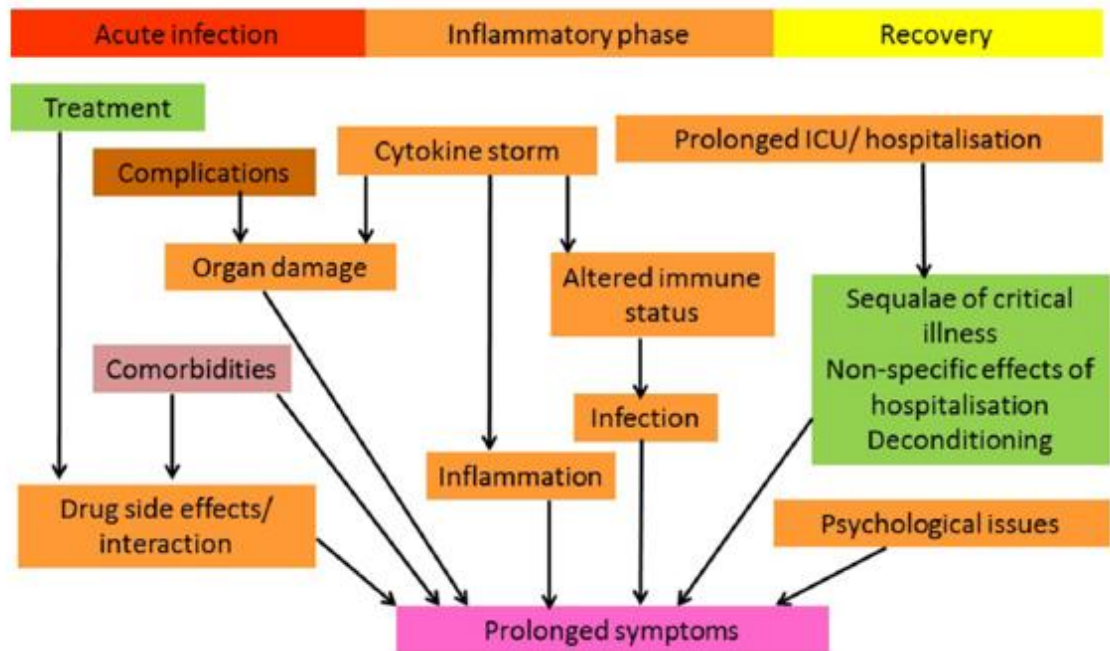 Acute infection
Inflammatory phase
Recovery
Treatment
Complications
Cytokine storm
Prolonged ICU/ hospitalisation
Organ damage
Altered immune
status
Sequalae of critical
illness
Non-specific effects of
hospitalisation
Deconditioning
Comorbidities
Infection
Inflammation
Drug side effects/
interaction
Psychological issues
Prolonged symptoms